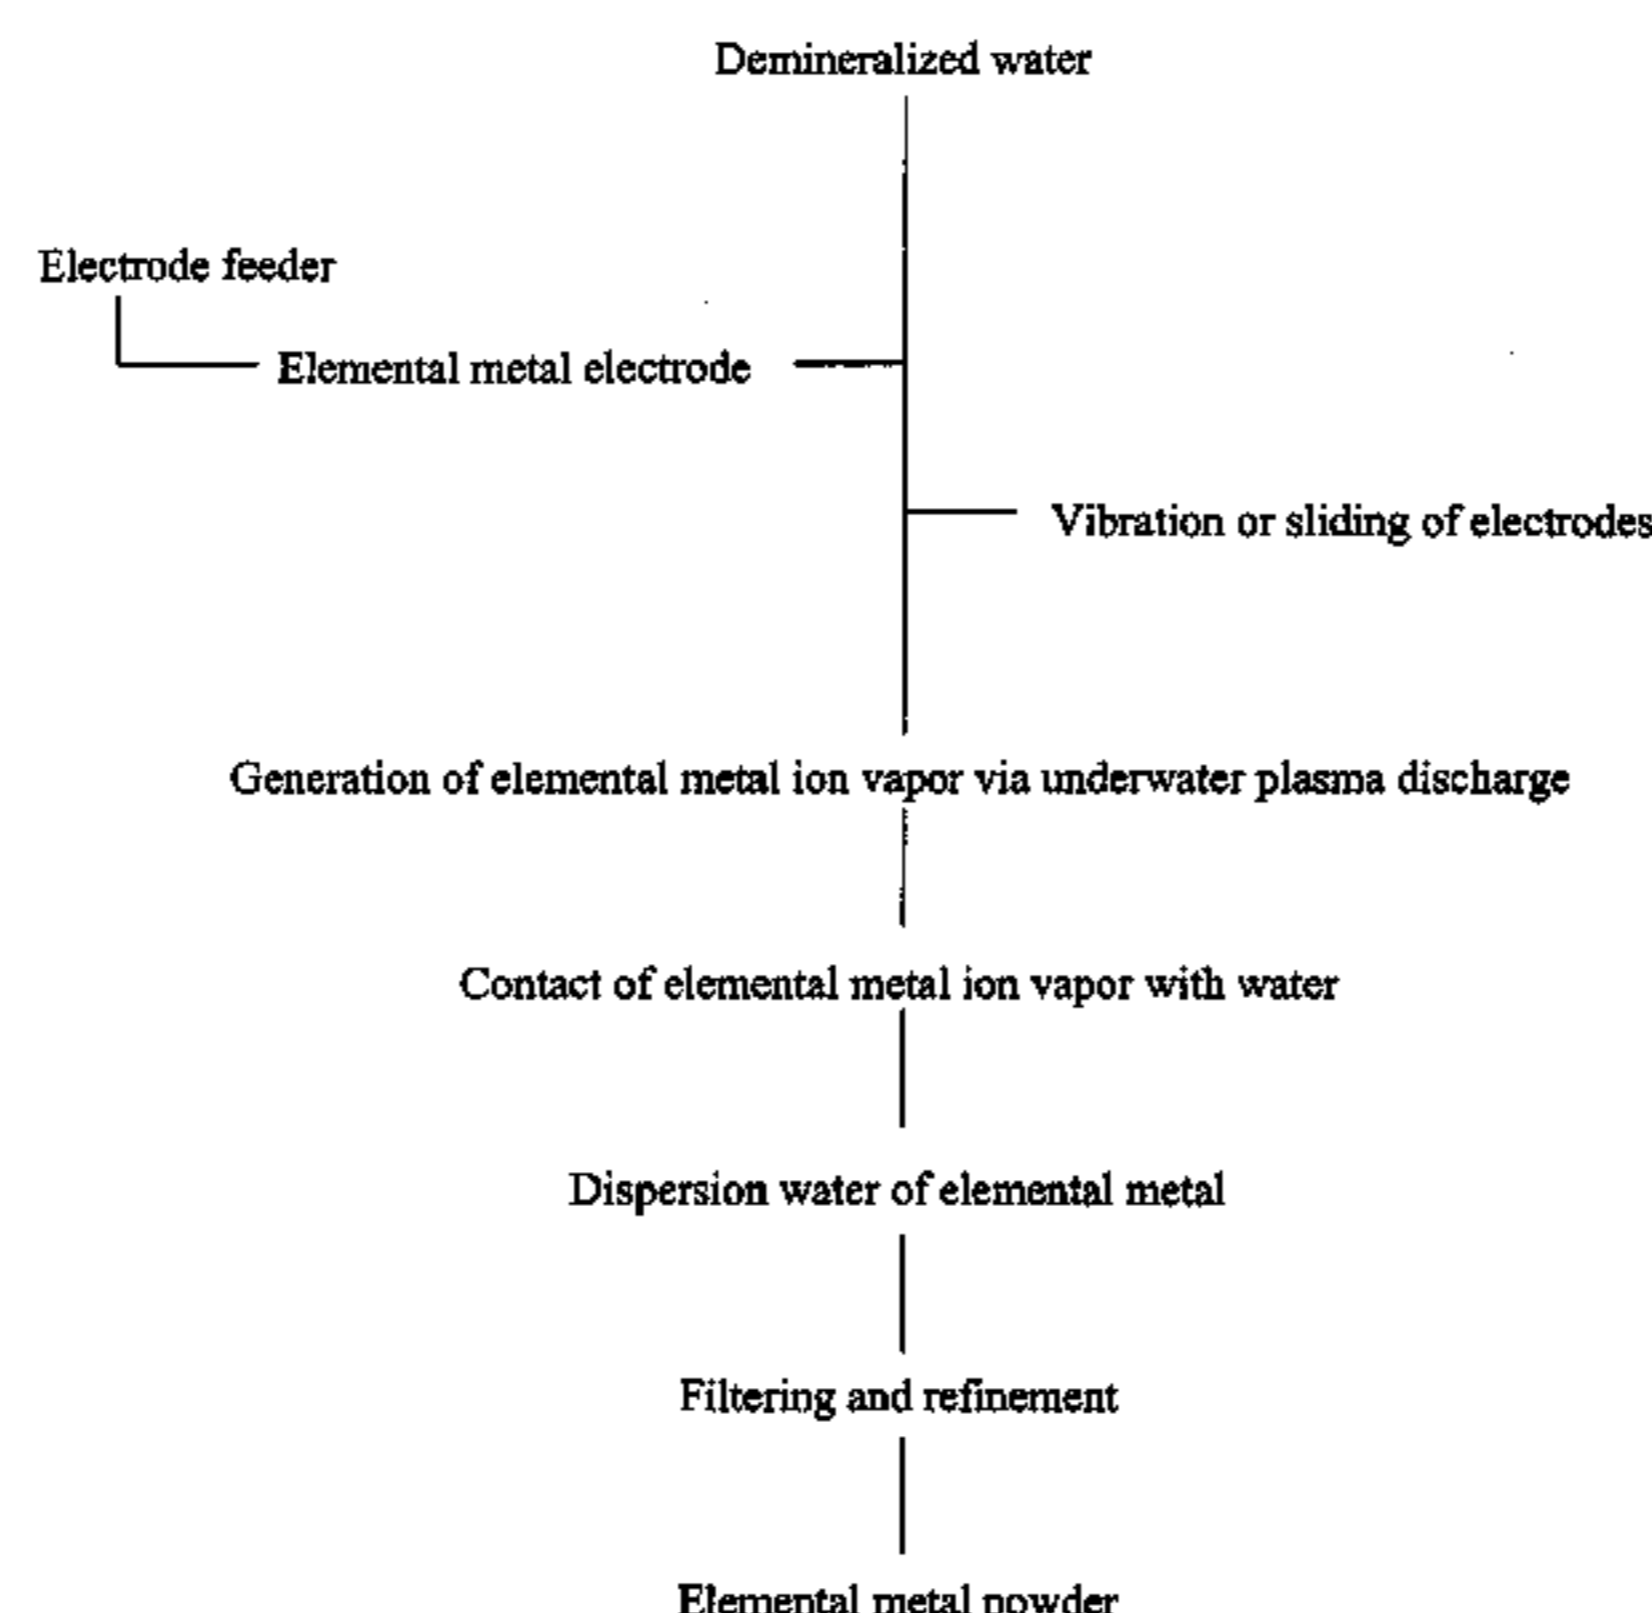 Demineralized water
Electrode feeder
Elemental metal electrode
Vibration or sliding of electrodes
Generation of elemental metal ion vapor via underwater plasma discharge
Contact of elemental metal ion vapor with water
Dispersion water of elemental metal
Filtering and refinement
Elemental metal powder